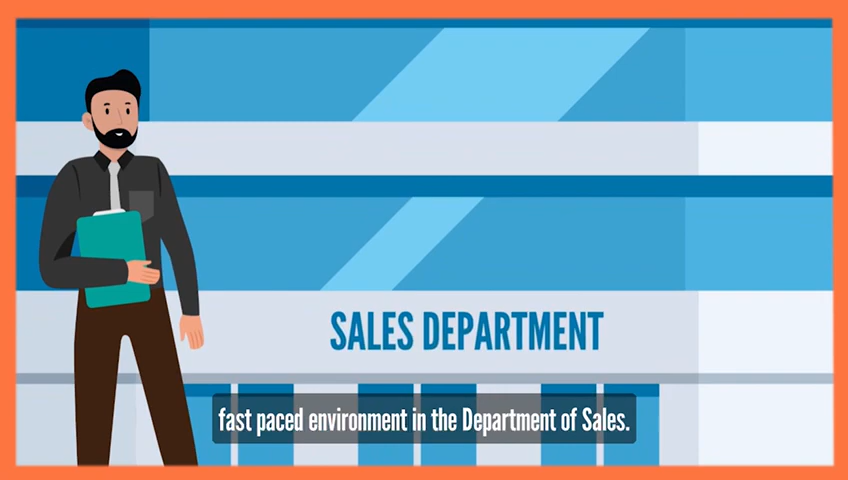 SALES DEPARTMENT
fast paced environment in the Department of Sales.